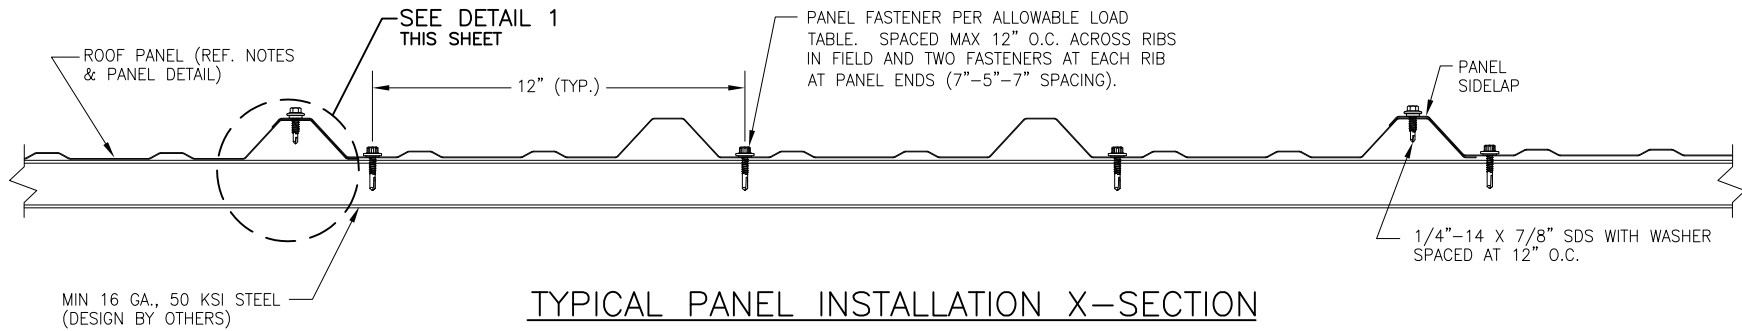 SEE DETAIL 1
THIS SHEET
ROOF PANEL (REF. NOTES
& PANEL DETAIL)
12” (TYP.)
PANEL FASTENER PER ALLOWABLE LOAD
TABLE. SPACED MAX 12” O.C. ACROSS RIBS
IN FIELD AND TWO FASTENERS AT EACH RIB
AT PANEL ENDS (7”-5”-7” SPACING).
PANEL
SIDELAP
1/4”-14 X 7/8” SDS WITH WASHER
SPACED AT 12” O.C.
MIN 16 GA., 50 KSI STEEL
(DESIGN BY OTHERS)
TYPICAL PANEL INSTALLATION X-SECTION